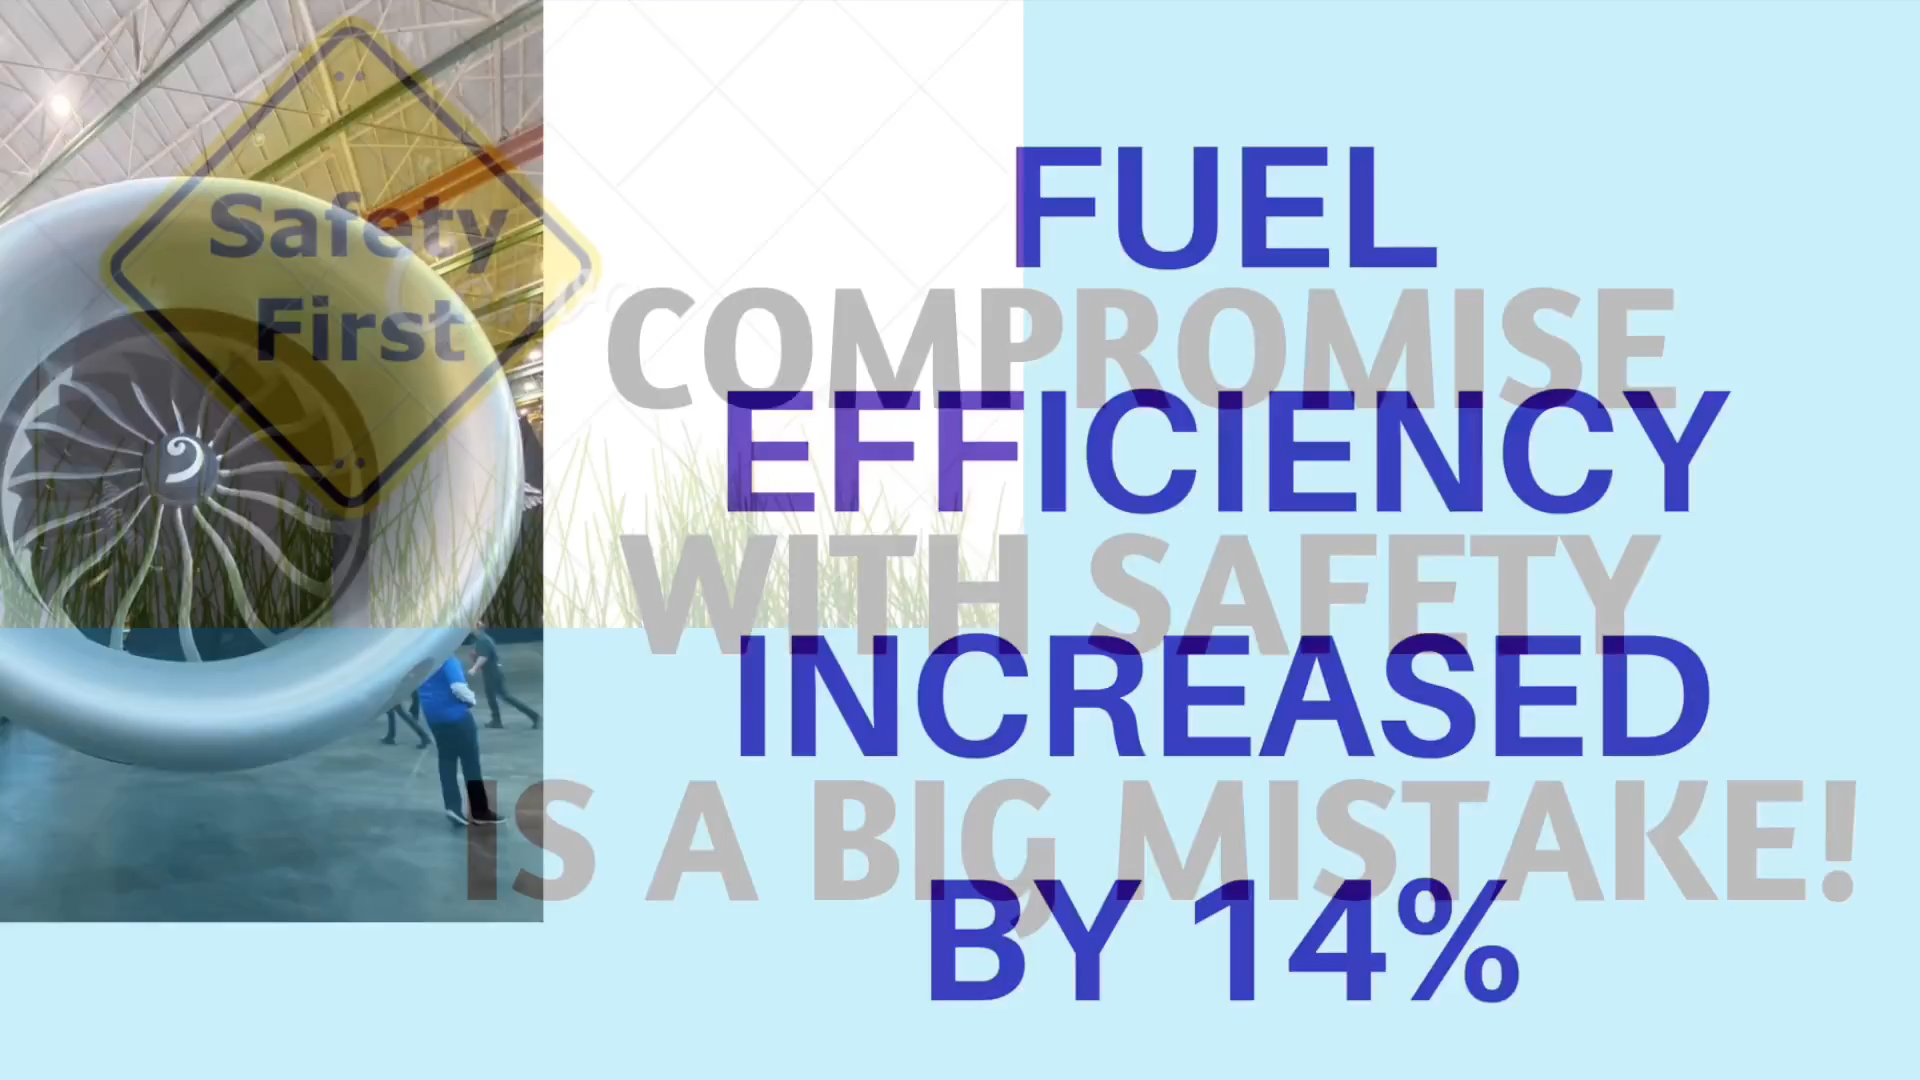 Safety
First
FUEL
EFFICIENCY
INCREASED
BY 14%
COMPROMISE
WITH SAFETY
IS A BIG MISTAKE!